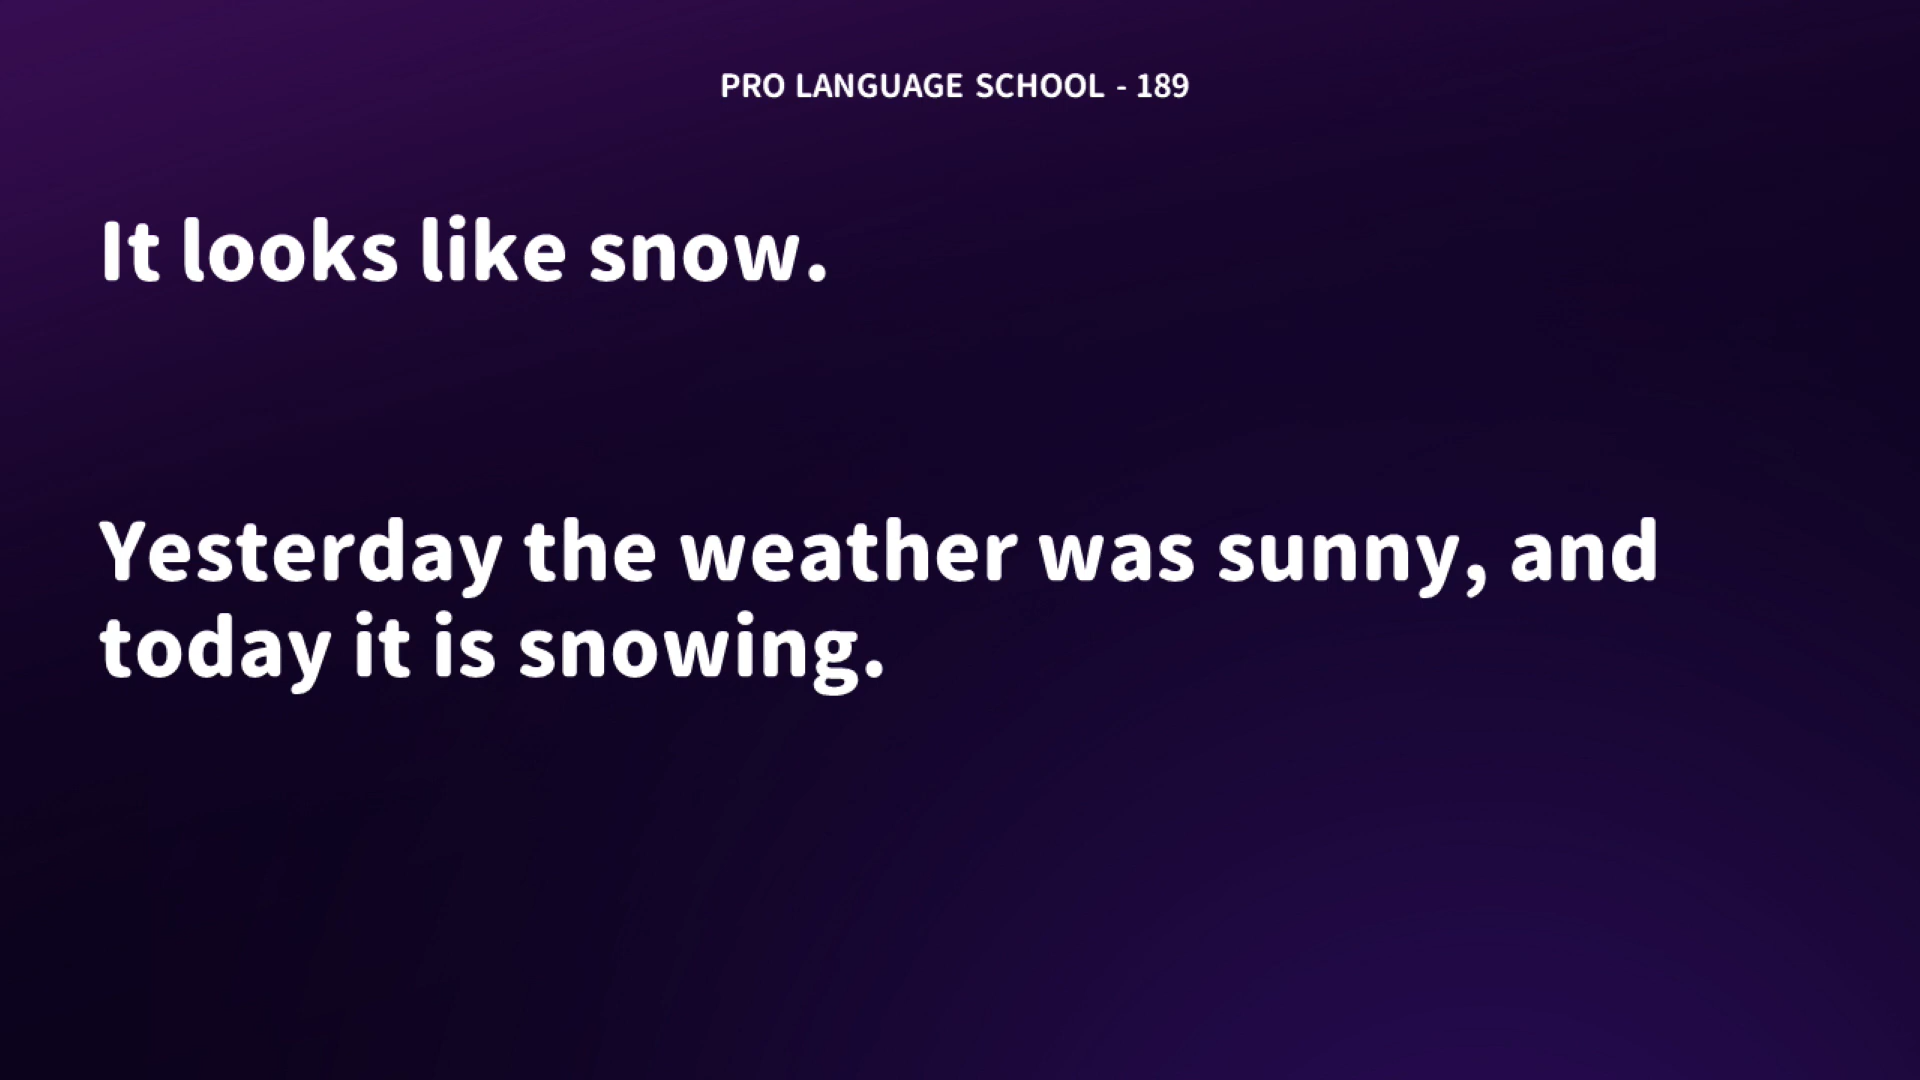 PRO LANGUAGE SCHOOL - 189
It looks like snow.
Yesterday the weather was sunny, and
today it is snowing.